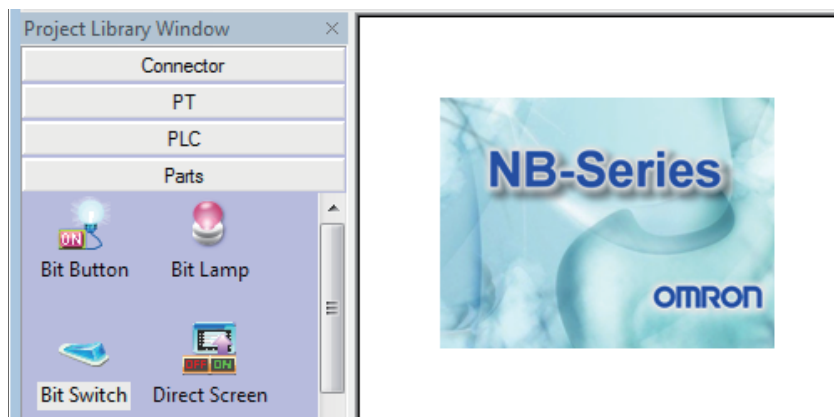 Project Library Window
Connector
PT
PLC
Parts
ON
Bit Button
Bit Lamp
OFF ON
Bit Switch
Direct Screen
NB-Series
OMRON